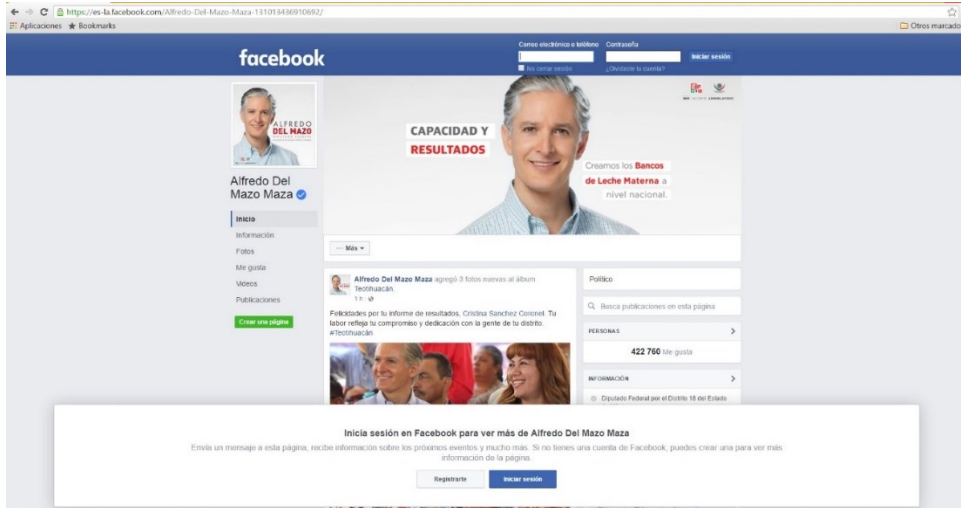 https://es-la.facebook.com/Alfredo-Del-Mazo-Maza-131013436910692/
Aplicaciones
Bookmarks
Otros marcado
facebook
Correo electrónico o teléfono
Contraseña
Iniciar sesión
No cerrar sesión
¿Olvidaste tu cuenta?
ALFREDO
DEL MAZO
CAPACIDAD Y
RESULTADOS
Creamos los Bancos
de Leche Materna a
nivel nacional.
Alfredo Del
Mazo Maza
Inicio
Información
Fotos
Me gusta
Videos
Publicaciones
Crear una página
Más
Alfredo Del Mazo Maza agregó 3 fotos nuevas al álbum
Teotihuacán.
1 h
Felicidades por tu informe de resultados, Cristina Sanchez Coronel. Tu
labor refleja tu compromiso y dedicación con la gente de tu distrito.
#Teotihuacán
Político
Busca publicaciones en esta página
PERSONAS
422 760 Me gusta
INFORMACIÓN
Diputado Federal por el Distrito 18 del Estado
Inicia sesión en Facebook para ver más de Alfredo Del Mazo Maza
Envía un mensaje a esta página, recibe información sobre los próximos eventos y mucho más. Si no tienes una cuenta de Facebook, puedes crear una para ver más
información de la página.
Registrarte
Iniciar sesión